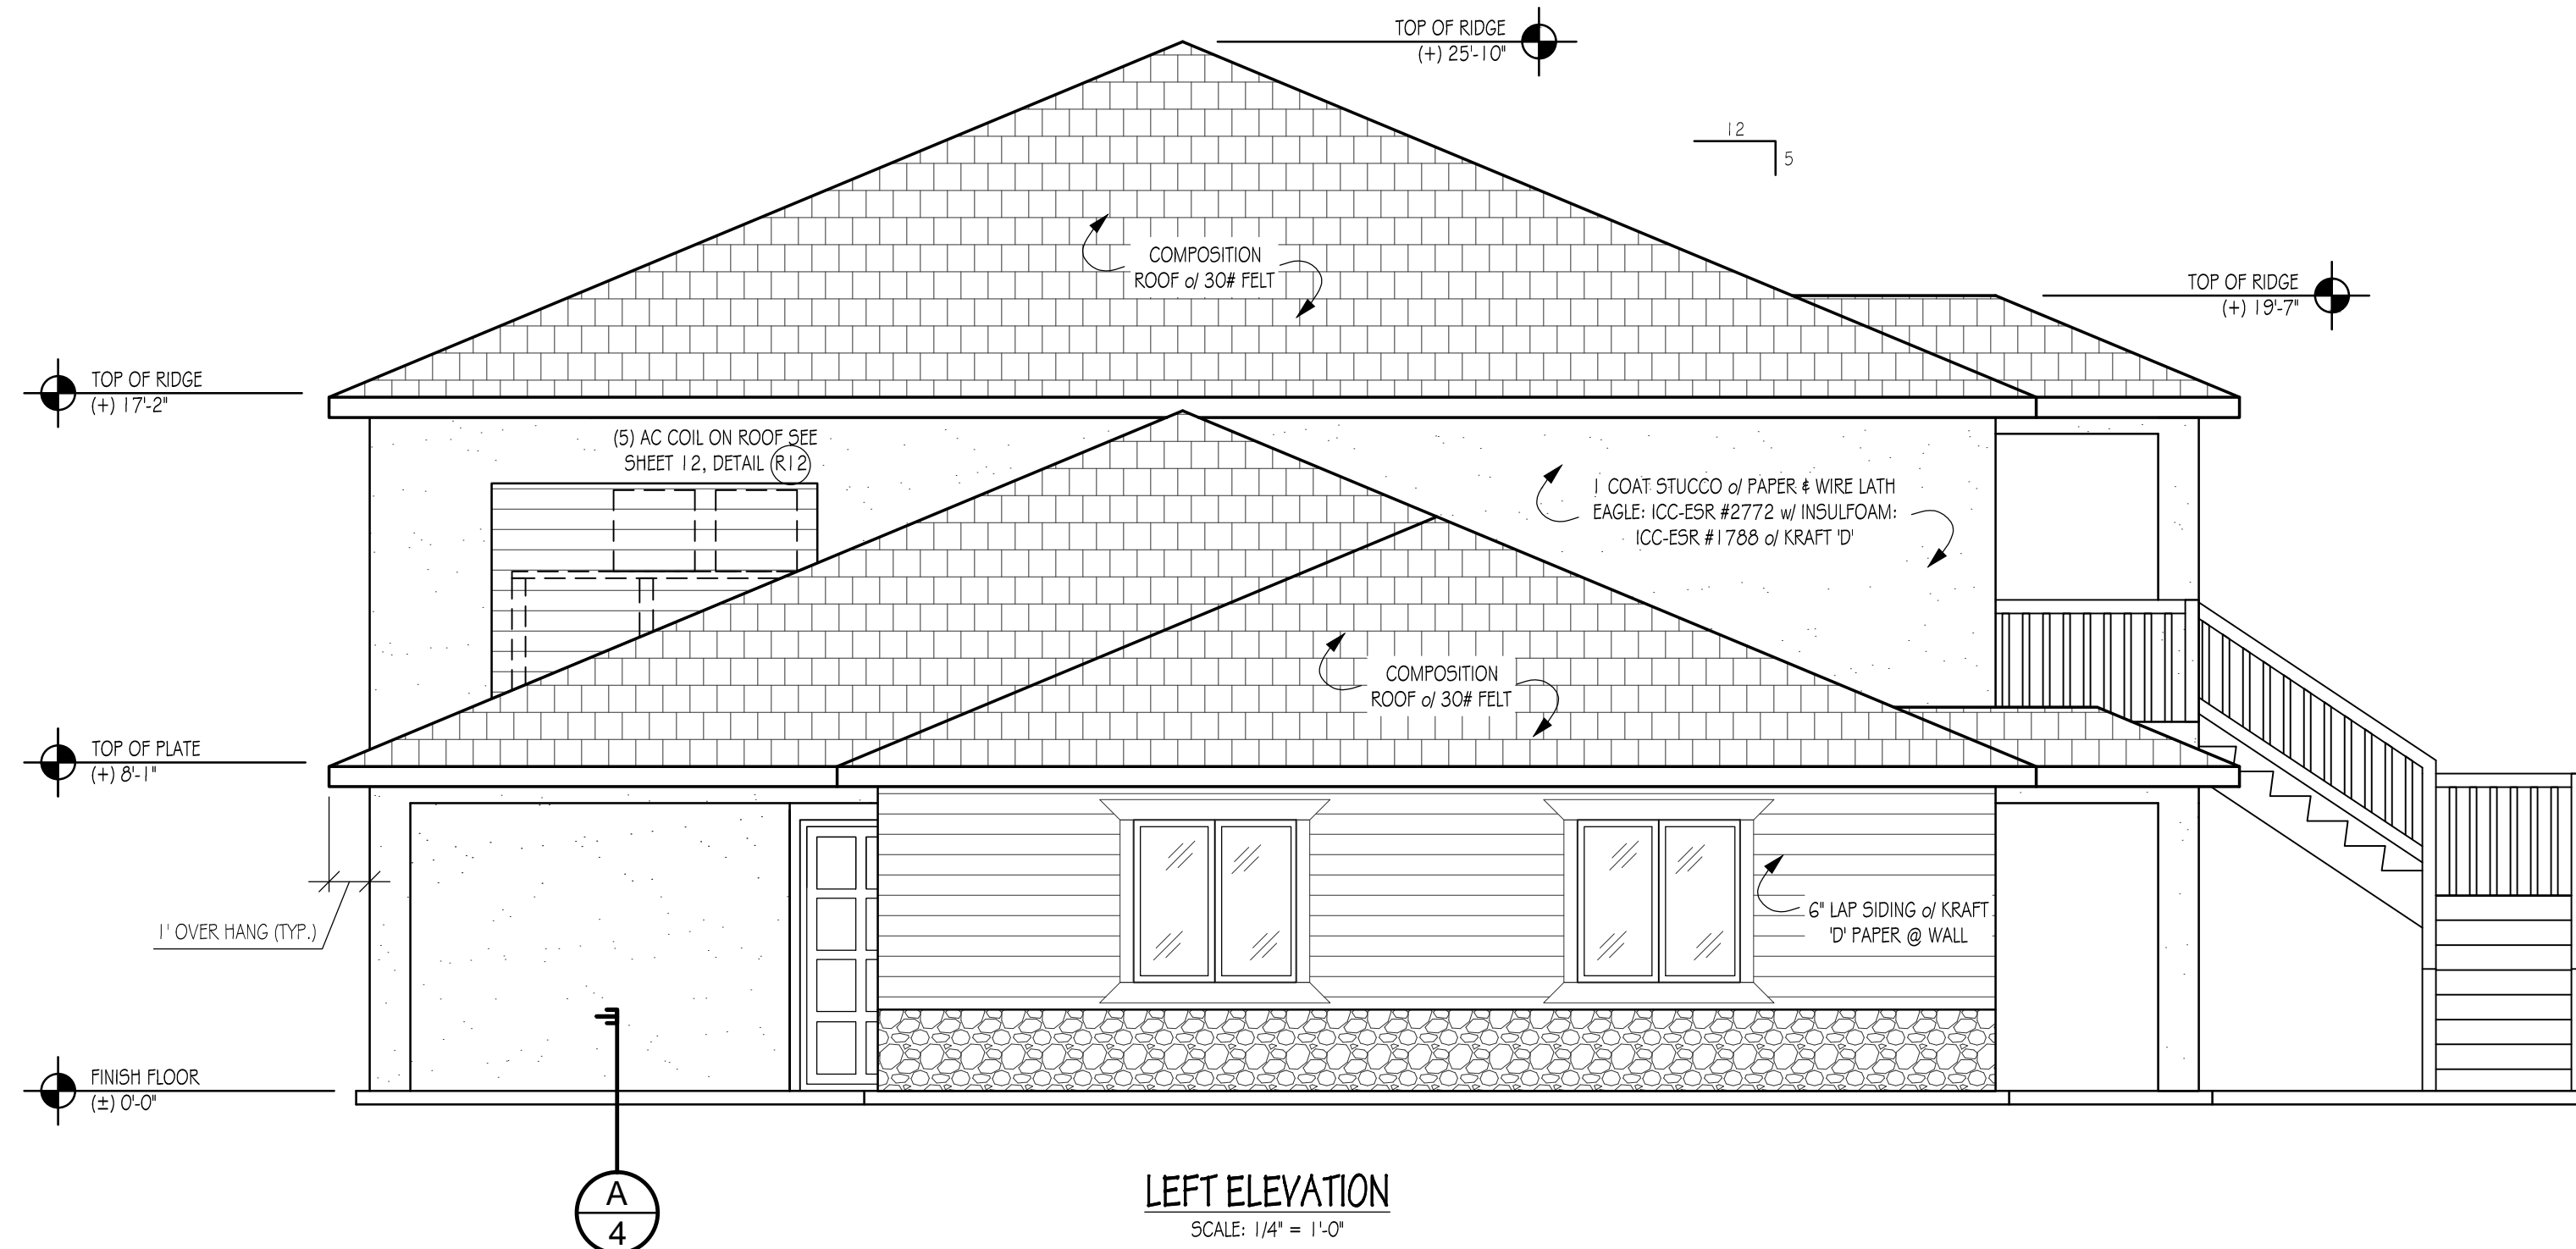 TOP OF RIDGE
(+) 25'-10"
12
5
COMPOSITION
ROOF o/ 30# FELT
TOP OF RIDGE
(+) 19'-7"
TOP OF RIDGE
(+) 17'-2"
(5) AC COIL ON ROOF SEE
SHEET 12, DETAIL R12
1 COAT STUCCO o/ PAPER & WIRE LATH
EAGLE: ICC-ESR #2772 w/ INSULFOAM:
ICC-ESR #1788 o/ KRAFT 'D'
COMPOSITION
ROOF o/ 30# FELT
TOP OF PLATE
(+) 8'-1"
1' OVER HANG (TYP.)
6" LAP SIDING o/ KRAFT
'D' PAPER @ WALL
FINISH FLOOR
(±) 0'-0"
A
4
LEFT ELEVATION
SCALE: 1/4" = 1'-0"